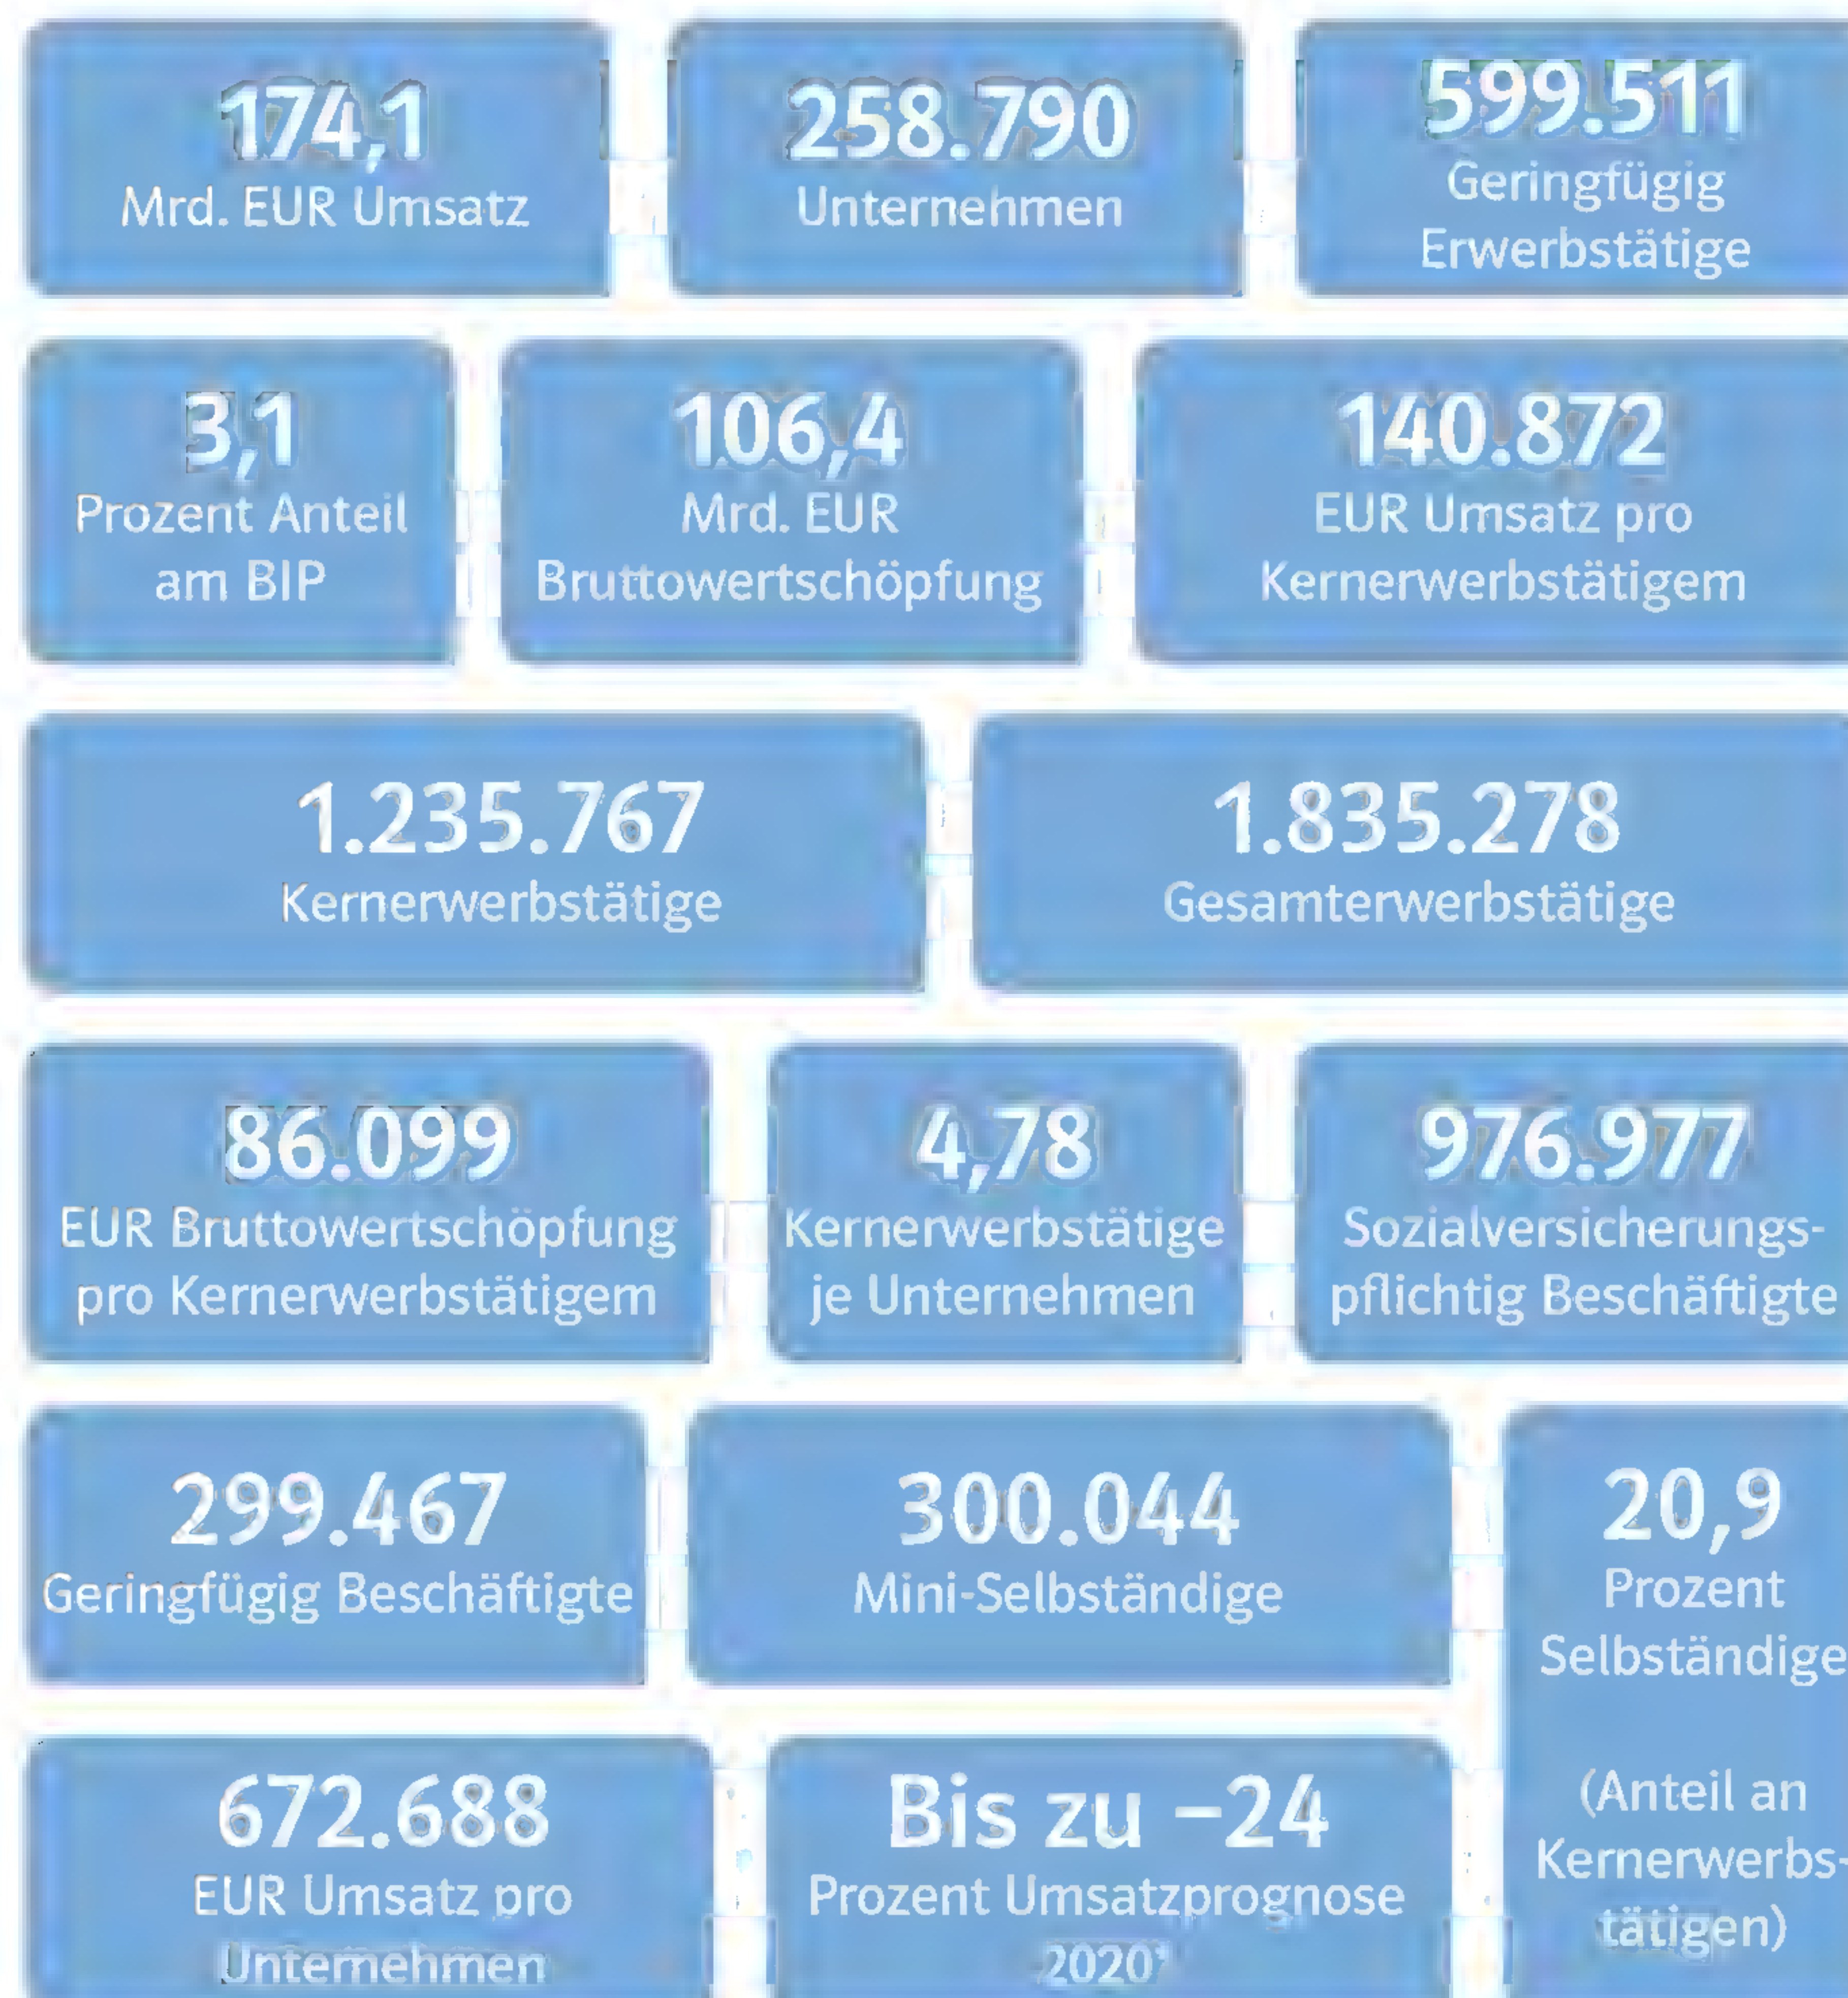 174,1
Mrd. EUR Umsatz
258.790
Unternehmen
599.511
Geringfügig
Erwerbstätige
3,1
Prozent Anteil
am BIP
106,4
Mrd. EUR
Bruttowertschöpfung
140.872
EUR Umsatz pro
Kernerwerbstätigem
1.235.767
Kernerwerbstätige
1.835.278
Gesamterwerbstätige
86.099
EUR Bruttowertschöpfung
pro Kernerwerbstätigem
4,78
Kernerwerbstätige
je Unternehmen
976.977
Sozialversicherungs-
pflichtig Beschäftigte
299.467
Geringfügig Beschäftigte
300.044
Mini-Selbständige
20,9
Prozent
Selbständige
(Anteil an
Kernerwerbs-
tätigen)
672.688
EUR Umsatz pro
Unternehmen
Bis zu –24
Prozent Umsatzprognose
2020*